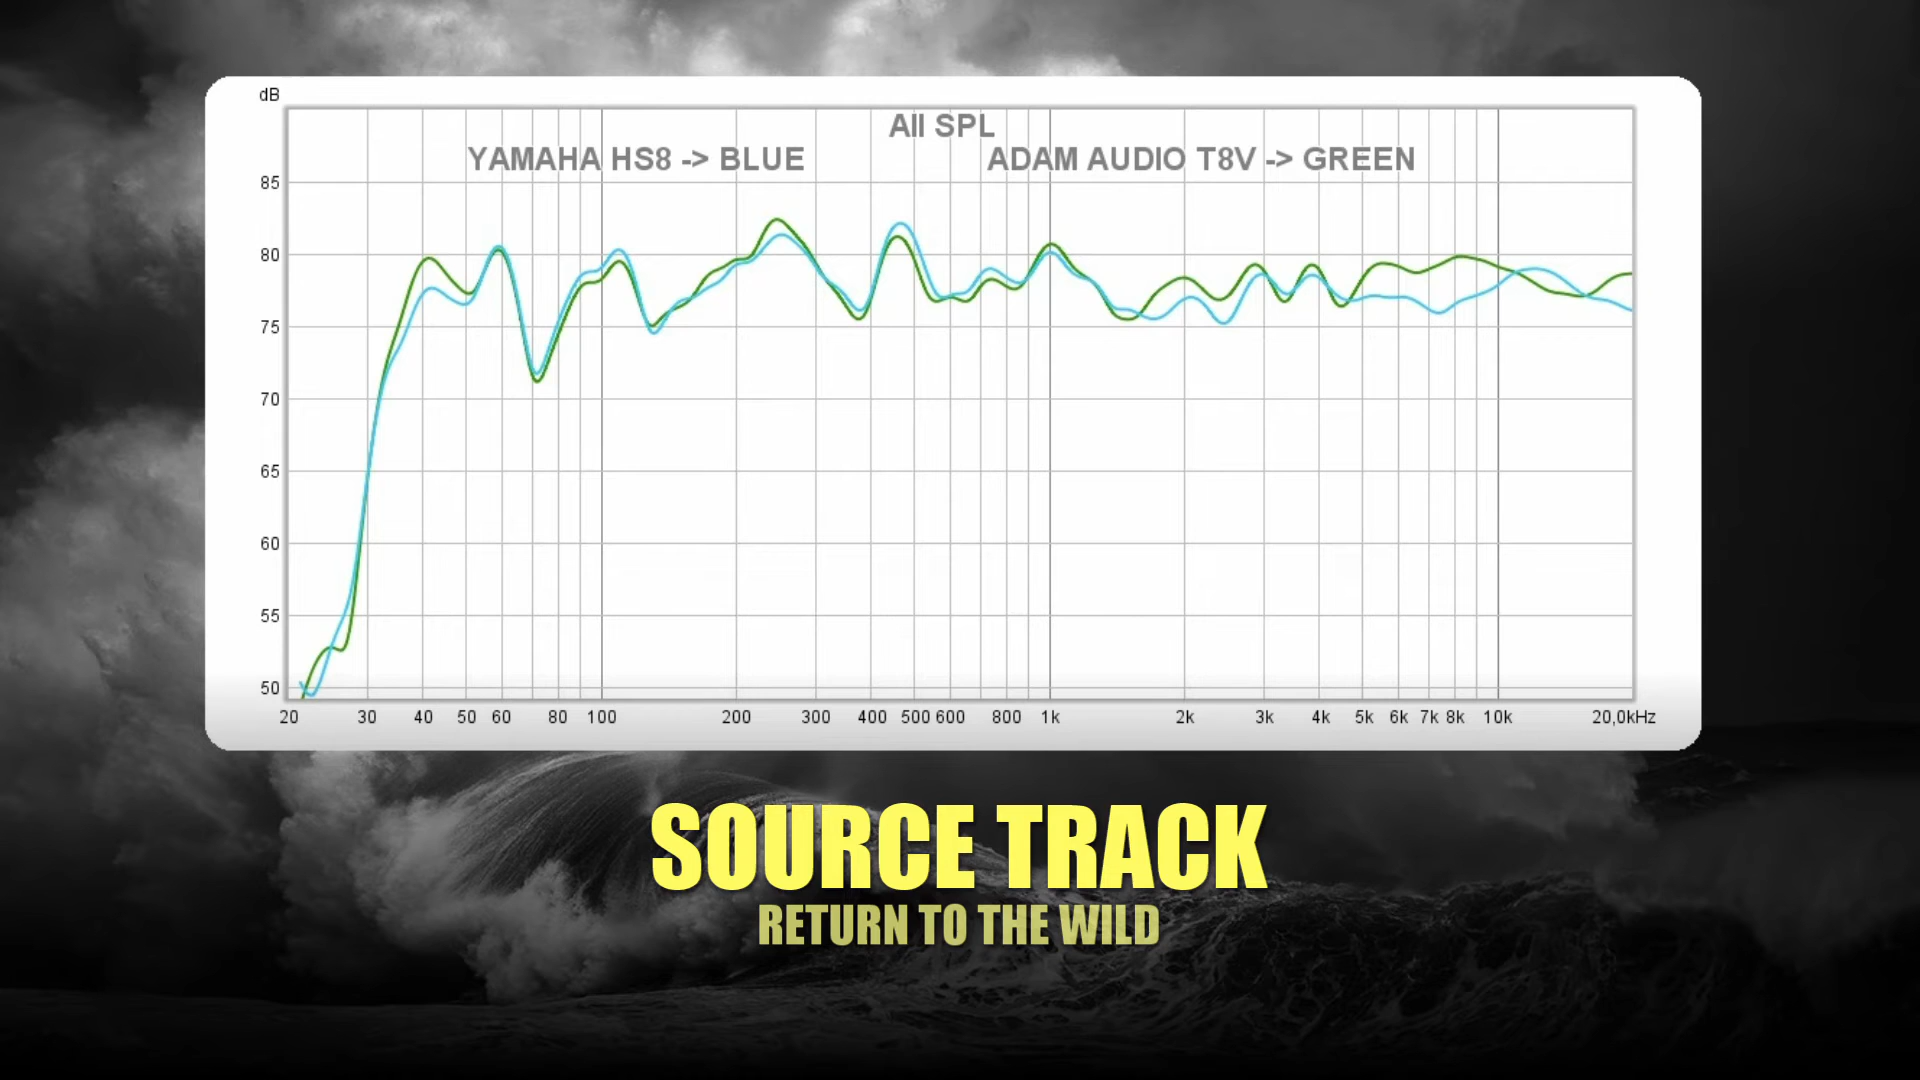 dB
All SPL
YAMAHA HS8 -> BLUE
ADAM AUDIO T8V -> GREEN
85
80
75
70
65
60
55
50
20 30 40 50 60 80 100 200 300 400 500 600 800 1k 2k 3k 4k 5k 6k 7k 8k 10k 20,0kHz
SOURCE TRACK
RETURN TO THE WILD